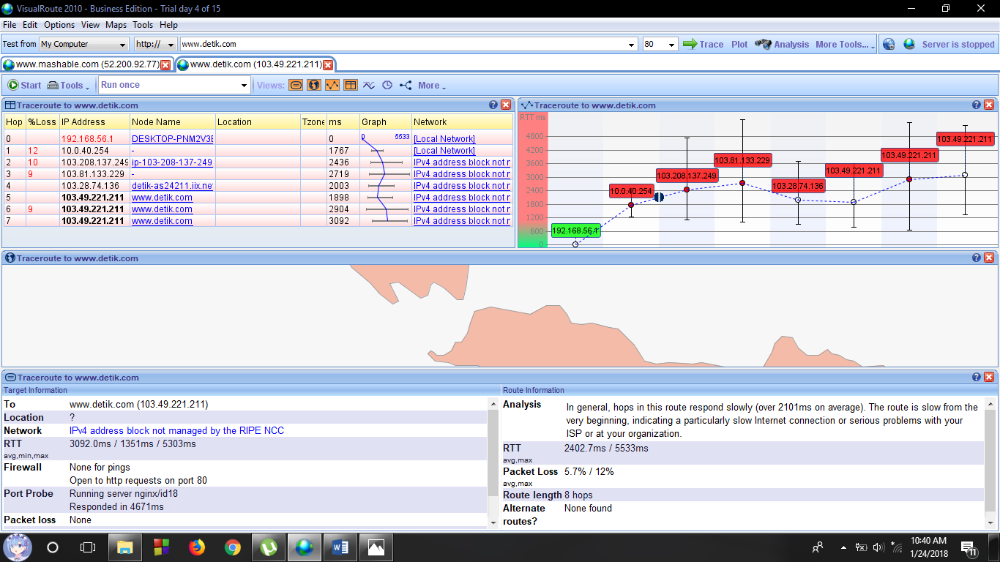 VisualRoute 2010 - Business Edition - Trial day 4 of 15
File Edit Options View Maps Tools Help
Test from My Computer http:// www.detik.com 80 Trace Plot Analysis More Tools... Server is stopped
www.mashable.com (52.200.92.77) www.detik.com (103.49.221.211)
Start Tools Run once Views: More
Traceroute to www.detik.com
Hop %Loss IP Address Node Name Location Tzone ms Graph Network
0 192.168.56.1 DESKTOP-PNM2V3E 0 0 5533 [Local Network]
1 12 10.0.40.254 - 1767 [Local Network]
2 10 103.208.137.249 ip-103-208-137-249 2436 IPv4 address block not r
3 9 103.81.133.229 - 2719 IPv4 address block not r
4 103.28.74.136 detik-as24211.iix.ne 2003 IPv4 address block not r
5 103.49.221.211 www.detik.com 1898 IPv4 address block not r
6 9 103.49.221.211 www.detik.com 2904 IPv4 address block not r
7 103.49.221.211 www.detik.com 3092 IPv4 address block not r
Traceroute to www.detik.com
RTT ms
4800
4200
3600
3000
2400
1800
1200
600
0
192.168.56.1
10.0.40.254
103.208.137.249
103.81.133.229
103.28.74.136
103.49.221.211
103.49.221.211
103.49.221.211
Traceroute to www.detik.com
Traceroute to www.detik.com
Target Information
To www.detik.com (103.49.221.211)
Location ?
Network IPv4 address block not managed by the RIPE NCC
RTT 3092.0ms / 1351ms / 5303ms
avg,min,max
Firewall None for pings
Open to http requests on port 80
Port Probe Running server nginx/id18
Responded in 4671ms
Packet loss None
Route Information
Analysis In general, hops in this route respond slowly (over 2101ms on average). The route is slow from the
very beginning, indicating a particularly slow Internet connection or serious problems with your
ISP or at your organization.
RTT 2402.7ms / 5533ms
avg,max
Packet Loss 5.7% / 12%
avg,max
Route length 8 hops
Alternate None found
routes?
10:40 AM
1/24/2018
11